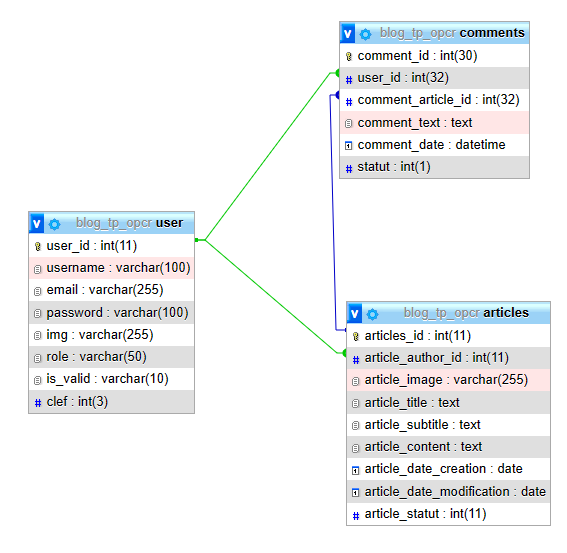 v blog_tp_opcr comments
comment_id : int(30)
user_id : int(32)
comment_article_id : int(32)
comment_text : text
comment_date : datetime
statut : int(1)
v blog_tp_opcr user
user_id : int(11)
username : varchar(100)
email : varchar(255)
password : varchar(100)
img : varchar(255)
role : varchar(50)
is_valid : varchar(10)
clef : int(3)
v blog_tp_opcr articles
articles_id : int(11)
article_author_id : int(11)
article_image : varchar(255)
article_title : text
article_subtitle : text
article_content : text
article_date_creation : date
article_date_modification : date
article_statut : int(11)